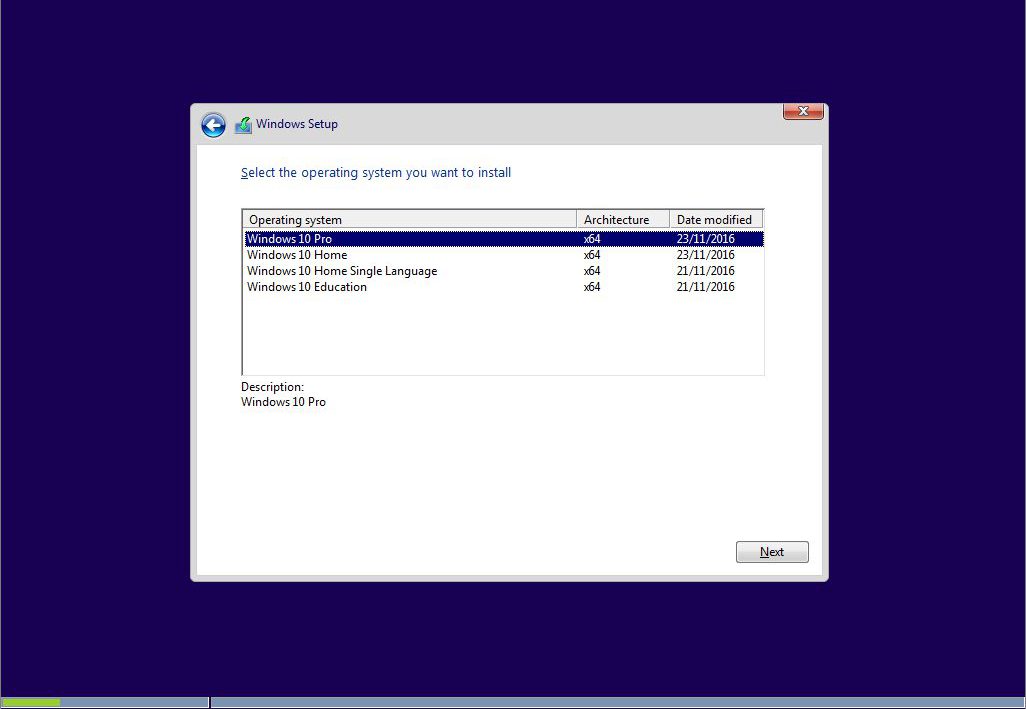 Windows Setup
Select the operating system you want to install
Operating system Architecture Date modified
Windows 10 Pro x64 23/11/2016
Windows 10 Home x64 23/11/2016
Windows 10 Home Single Language x64 21/11/2016
Windows 10 Education x64 21/11/2016
Description:
Windows 10 Pro
Next